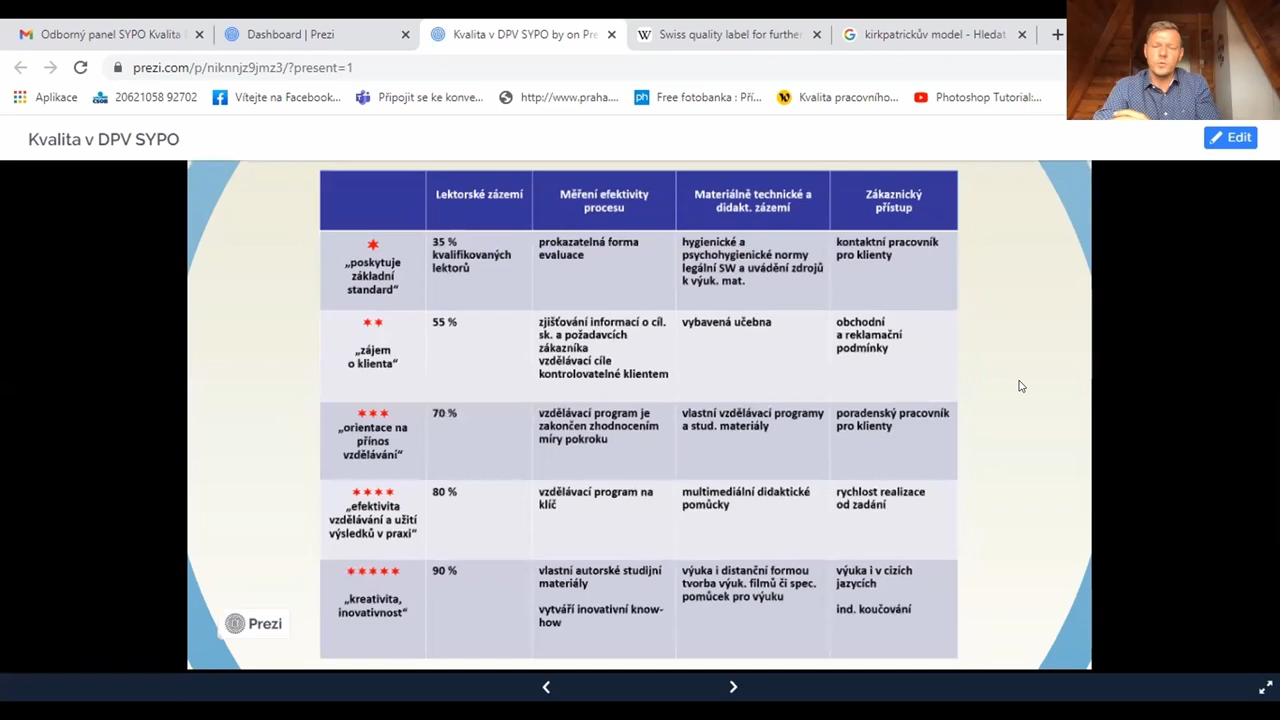 Odborný panel SYPO Kvalita
Dashboard | Prezi
Kvalita v DPV SYPO by on Pre
Swiss quality label for further
kirkpatrickův model - Hledat
prezi.com/p/niknnjz9jmz3/?present=1
Aplikace
20621058 92702
Vítejte na Facebook...
Připojit se ke konve...
http://www.praha....
Free fotobanka : Pří...
Kvalita pracovního...
Photoshop Tutorial:...
Kvalita v DPV SYPO
Edit
Lektorské zázemí
Měření efektivity
procesu
Materiálně technické a
didakt. zázemí
Zákaznický
přístup
„poskytuje
základní
standard“
35 %
kvalifikovaných
lektorů
prokazatelná forma
evaluace
hygienické a
psychohygienické normy
legální SW a uvádění zdrojů
k výuk. mat.
kontaktní pracovník
pro klienty
„zájem
o klienta“
55 %
zjišťování informací o cíl.
sk. a požadavcích
zákazníka
vzdělávací cíle
kontrolovatelné klientem
vybavená učebna
obchodní
a reklamační
podmínky
„orientace na
přínos
vzdělávání“
70 %
vzdělávací program je
zakončen zhodnocením
míry pokroku
vlastní vzdělávací programy
a stud. materiály
poradenský pracovník
pro klienty
„efektivita
vzdělávání a užití
výsledků v praxi“
80 %
vzdělávací program na
klíč
multimediální didaktické
pomůcky
rychlost realizace
od zadání
„kreativita,
inovativnost“
90 %
vlastní autorské studijní
materiály
vytváří inovativní know-
how
výuka i distanční formou
tvorba výuk. filmů či spec.
pomůcek pro výuku
výuka i v cizích
jazycích
ind. koučování
Prezi